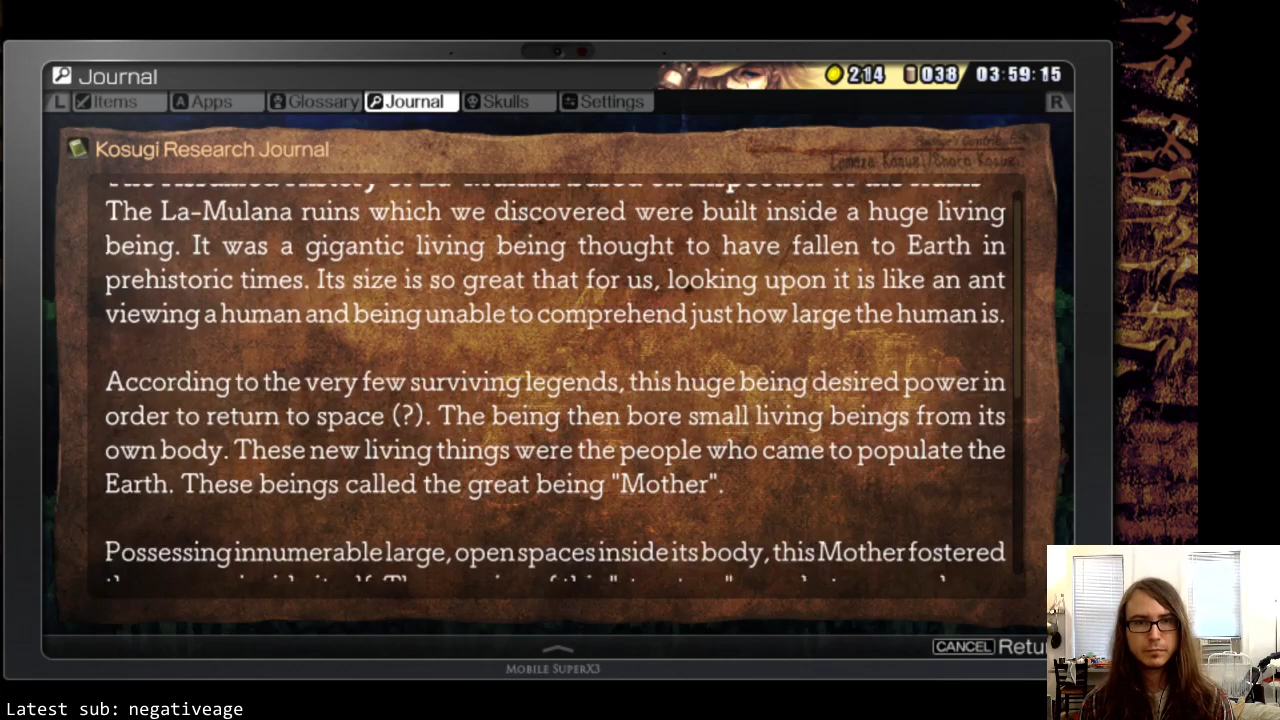 Journal
214
038
03:59:15
L
Items
A Apps
Glossary
Journal
Skulls
Settings
R
Kosugi Research Journal
Lemeza Kosugi/Shorn Kosugi
The La-Mulana ruins which we discovered were built inside a huge living
being. It was a gigantic living being thought to have fallen to Earth in
prehistoric times. Its size is so great that for us, looking upon it is like an ant
viewing a human and being unable to comprehend just how large the human is.
According to the very few surviving legends, this huge being desired power in
order to return to space (?). The being then bore small living beings from its
own body. These new living things were the people who came to populate the
Earth. These beings called the great being "Mother".
Possessing innumerable large, open spaces inside its body, this Mother fostered
CANCEL Retu
MOBILE SUPERX3
Latest sub: negativeage